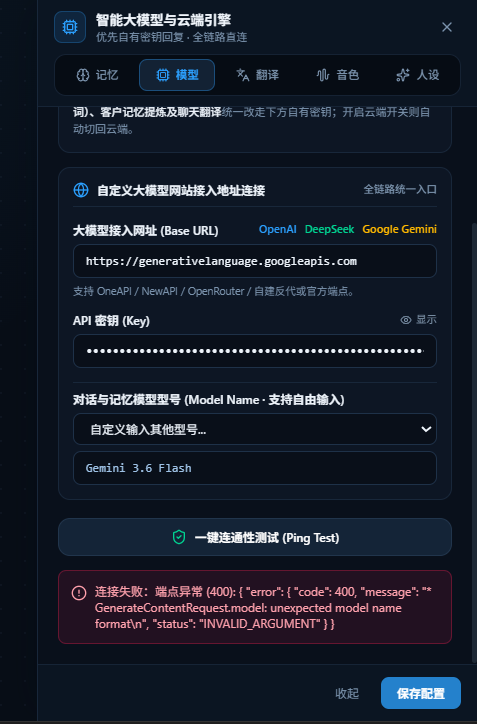 智能大模型与云端引擎
优先自有密钥回复 · 全链路直连
记忆 模型 翻译 音色 人设
词）、客户记忆提炼及聊天翻译统一改走下方自有密钥；开启云端开关则自
动切回云端。
自定义大模型网站接入地址连接 全链路统一入口
大模型接入网址 (Base URL) OpenAI DeepSeek Google Gemini
https://generativelanguage.googleapis.com
支持 OneAPI / NewAPI / OpenRouter / 自建反代或官方端点。
API 密钥 (Key) 显示
对话与记忆模型型号 (Model Name · 支持自由输入)
自定义输入其他型号...
Gemini 3.6 Flash
一键连通性测试 (Ping Test)
连接失败：端点异常 (400): { "error": { "code": 400, "message": "*
GenerateContentRequest.model: unexpected model name
format\n", "status": "INVALID_ARGUMENT" } }
收起 保存配置